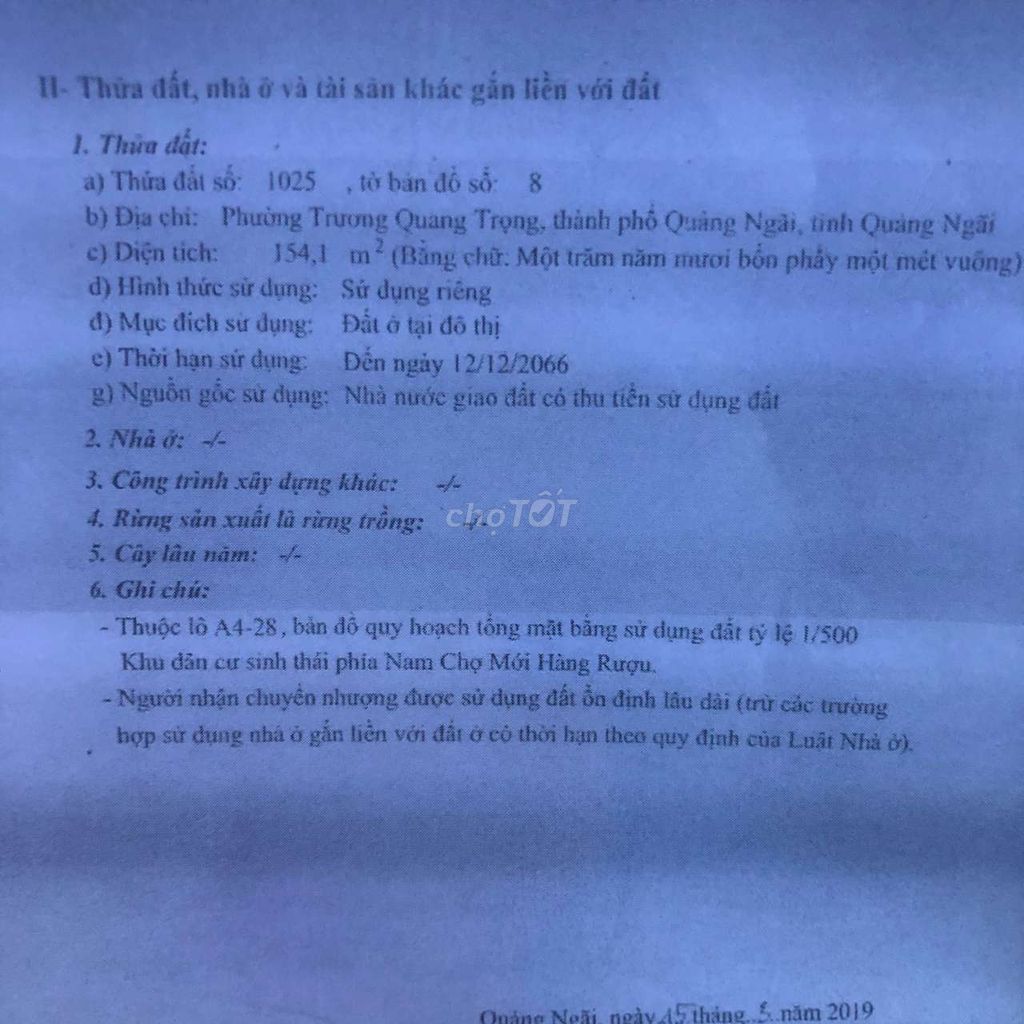 II- Thửa đất, nhà ở và tài sản khác gắn liền với đất
1. Thửa đất:
a) Thửa đất số: 1025 , tờ bản đồ số: 8
b) Địa chỉ: Phường Trương Quang Trọng, thành phố Quảng Ngãi, tỉnh Quảng Ngãi
c) Diện tích: 154,1 m² (Bằng chữ: Một trăm năm mươi bốn phẩy một mét vuông)
d) Hình thức sử dụng: Sử dụng riêng
đ) Mục đích sử dụng: Đất ở tại đô thị
e) Thời hạn sử dụng: Đến ngày 12/12/2066
g) Nguồn gốc sử dụng: Nhà nước giao đất có thu tiền sử dụng đất
2. Nhà ở: -/-
3. Công trình xây dựng khác: -/-
4. Rừng sản xuất là rừng trồng: -/-
chợTỐT
5. Cây lâu năm: -/-
6. Ghi chú:
- Thuộc lô A4-28, bản đồ quy hoạch tổng mặt bằng sử dụng đất tỷ lệ 1/500
Khu dân cư sinh thái phía Nam Chợ Mới Hàng Rượu.
- Người nhận chuyển nhượng được sử dụng đất ổn định lâu dài (trừ các trường
hợp sử dụng nhà ở gắn liền với đất ở có thời hạn theo quy định của Luật Nhà ở).
Quảng Ngãi, ngày 15 tháng 5 năm 2019